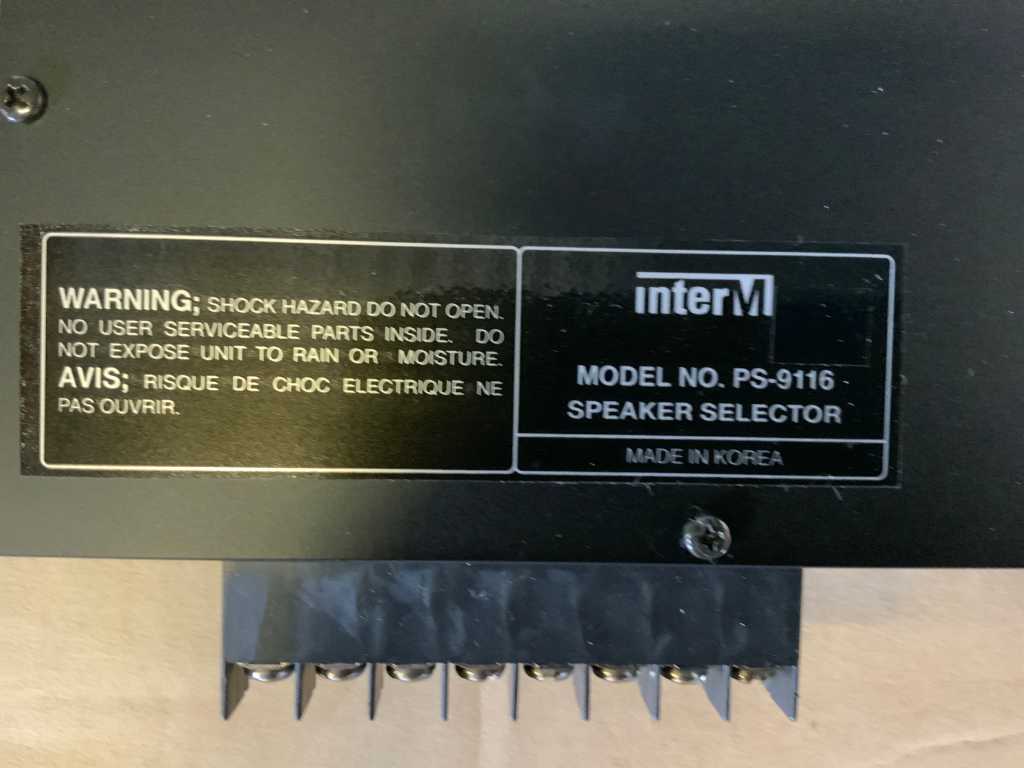 WARNING; SHOCK HAZARD DO NOT OPEN.
NO USER SERVICEABLE PARTS INSIDE. DO
NOT EXPOSE UNIT TO RAIN OR MOISTURE.
AVIS; RISQUE DE CHOC ELECTRIQUE NE
PAS OUVRIR.
interM
MODEL NO. PS-9116
SPEAKER SELECTOR
MADE IN KOREA